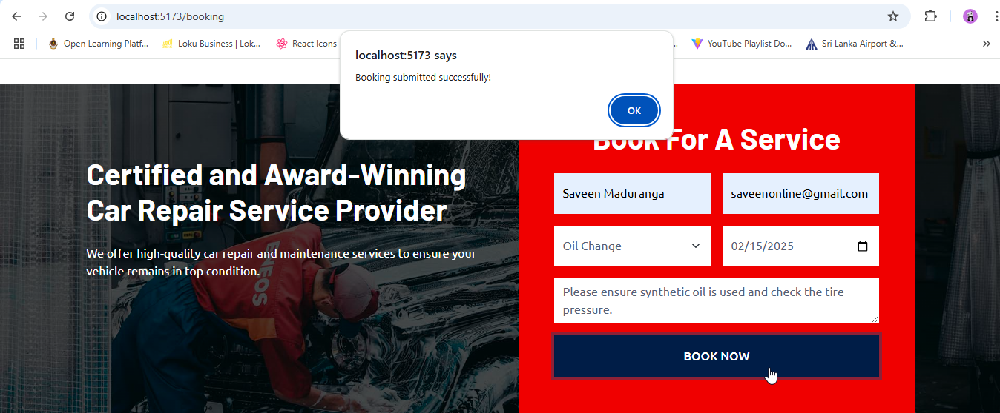 localhost:5173/booking
Open Learning Platf...
Loku Business | Lok...
React Icons
YouTube Playlist Do...
Sri Lanka Airport &...
localhost:5173 says
Booking submitted successfully!
OK
Certified and Award-Winning
Car Repair Service Provider
We offer high-quality car repair and maintenance services to ensure your
vehicle remains in top condition.
ENEOS
Book For A Service
Saveen Maduranga
saveenonline@gmail.com
Oil Change
02/15/2025
Please ensure synthetic oil is used and check the tire
pressure.
BOOK NOW